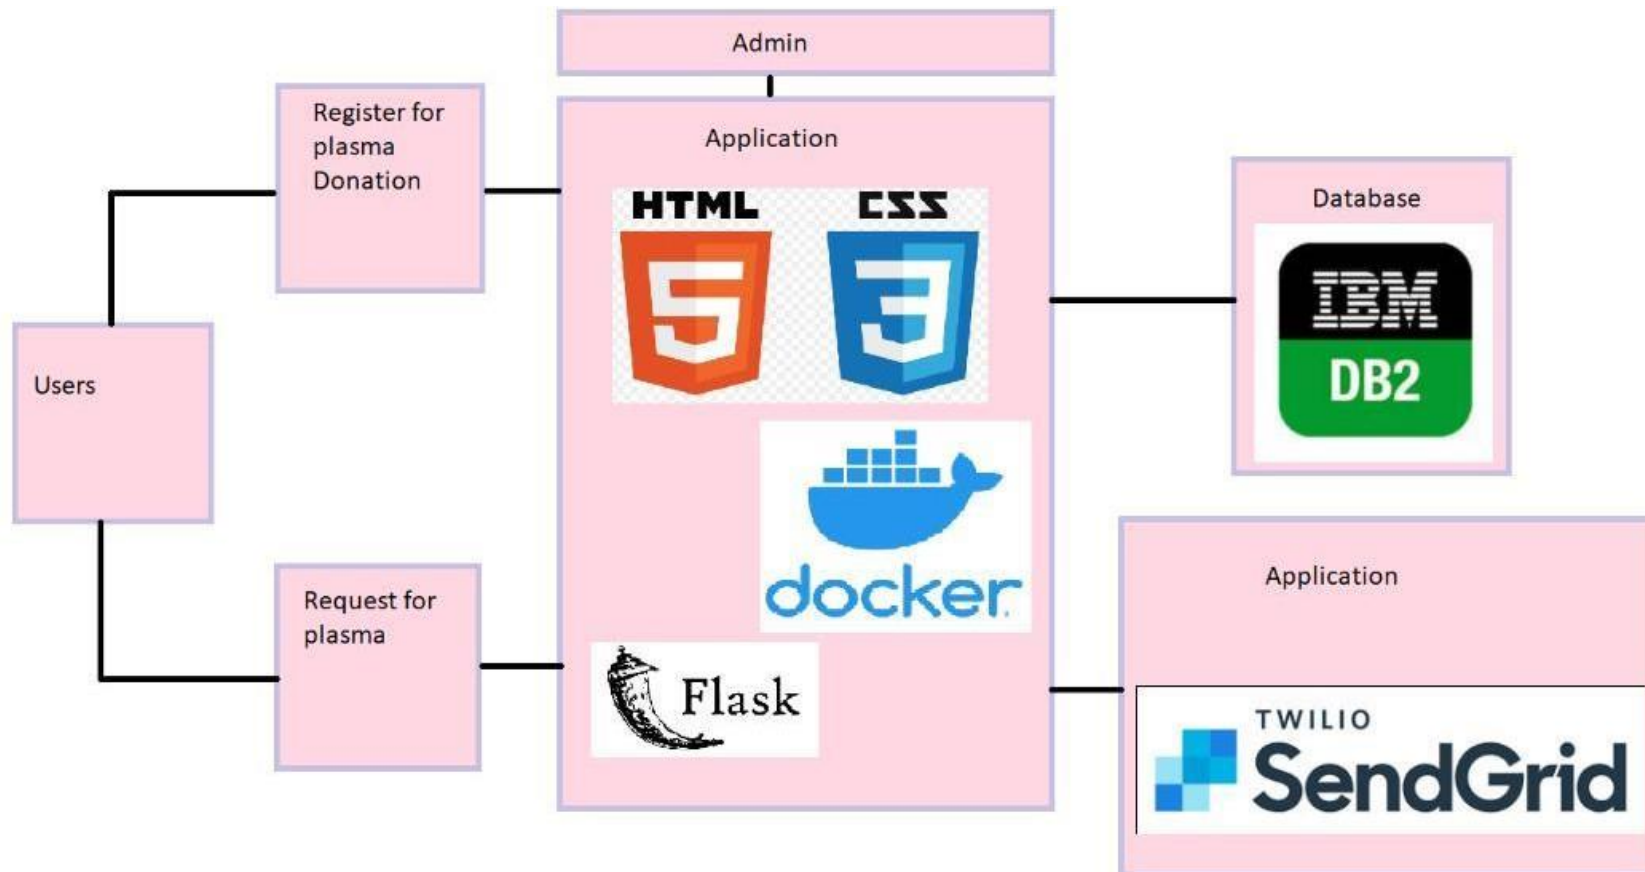 Admin
Register for
plasma
Donation
Application
HTML
CSS
5
3
Database
IBM
DB2
Users
docker
Request for
plasma
Flask
Application
TWILIO
SendGrid